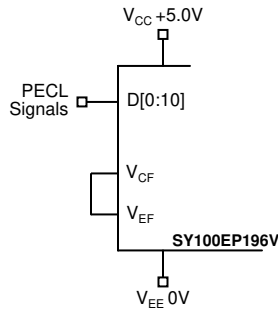 VCC +5.0V
PECL
Signals
D[0:10]
VCF
VEF
SY100EP196V
VEE 0V